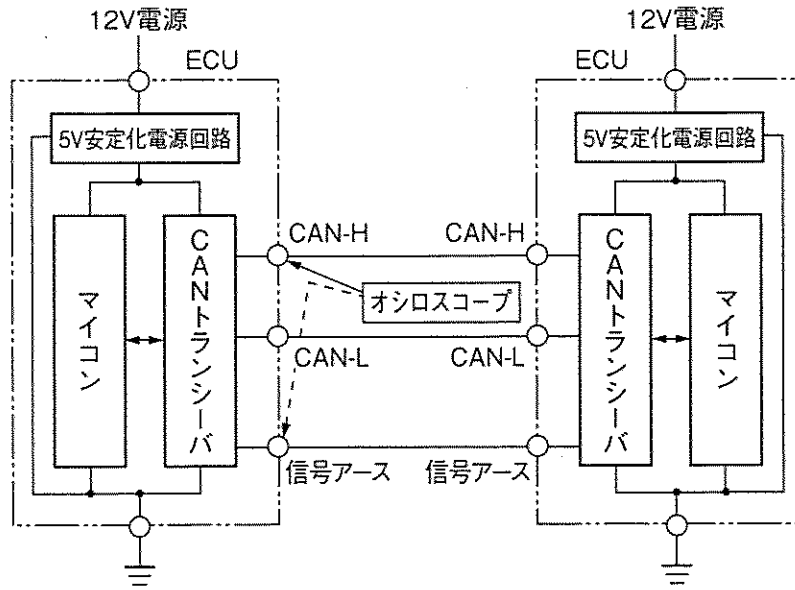 12V電源
12V電源
ECU
ECU
5V安定化電源回路
5V安定化電源回路
CAN-H
CAN-H
マイコン
CANトランシーバ
オシロスコープ
CANトランシーバ
マイコン
CAN-L
CAN-L
信号アース
信号アース